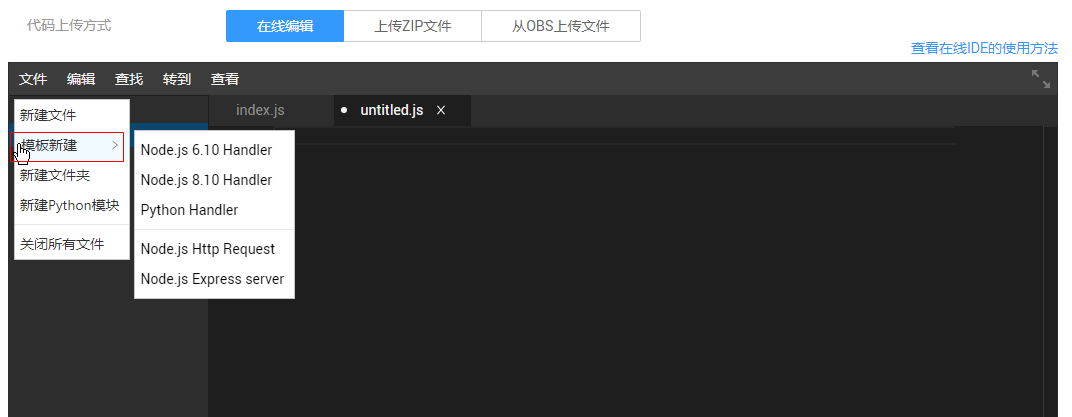 代码上传方式 在线编辑 上传ZIP文件 从OBS上传文件
查看在线IDE的使用方法
文件 编辑 查找 转到 查看
index.js untitled.js X
新建文件
模板新建 >
新建文件夹
新建Python模块
关闭所有文件
Node.js 6.10 Handler
Node.js 8.10 Handler
Python Handler
Node.js Http Request
Node.js Express server